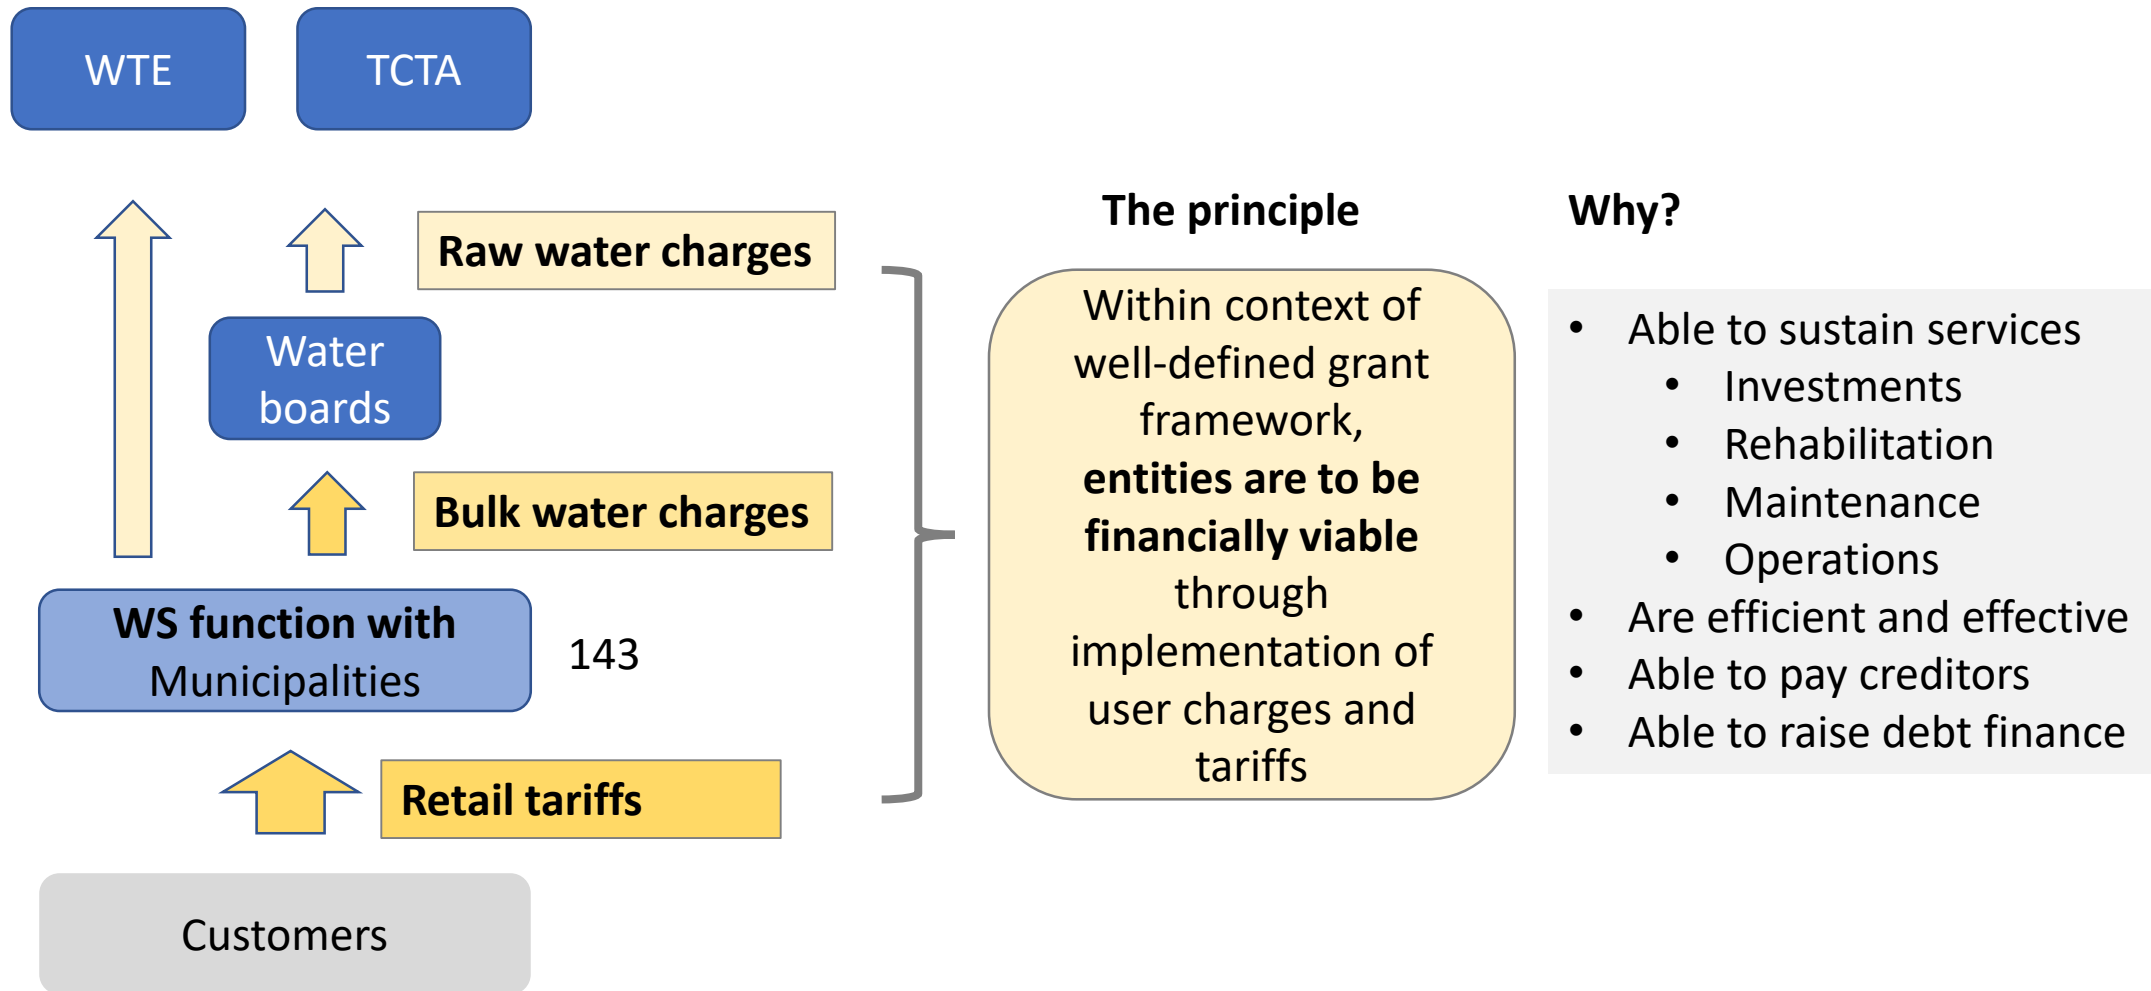 WTE
TCTA
Raw water charges
Water
boards
Bulk water charges
WS function with
Municipalities
143
Retail tariffs
Customers
The principle
Within context of
well-defined grant
framework,
entities are to be
financially viable
through
implementation of
user charges and
tariffs
Why?
• Able to sustain services
• Investments
• Rehabilitation
• Maintenance
• Operations
• Are efficient and effective
• Able to pay creditors
• Able to raise debt finance